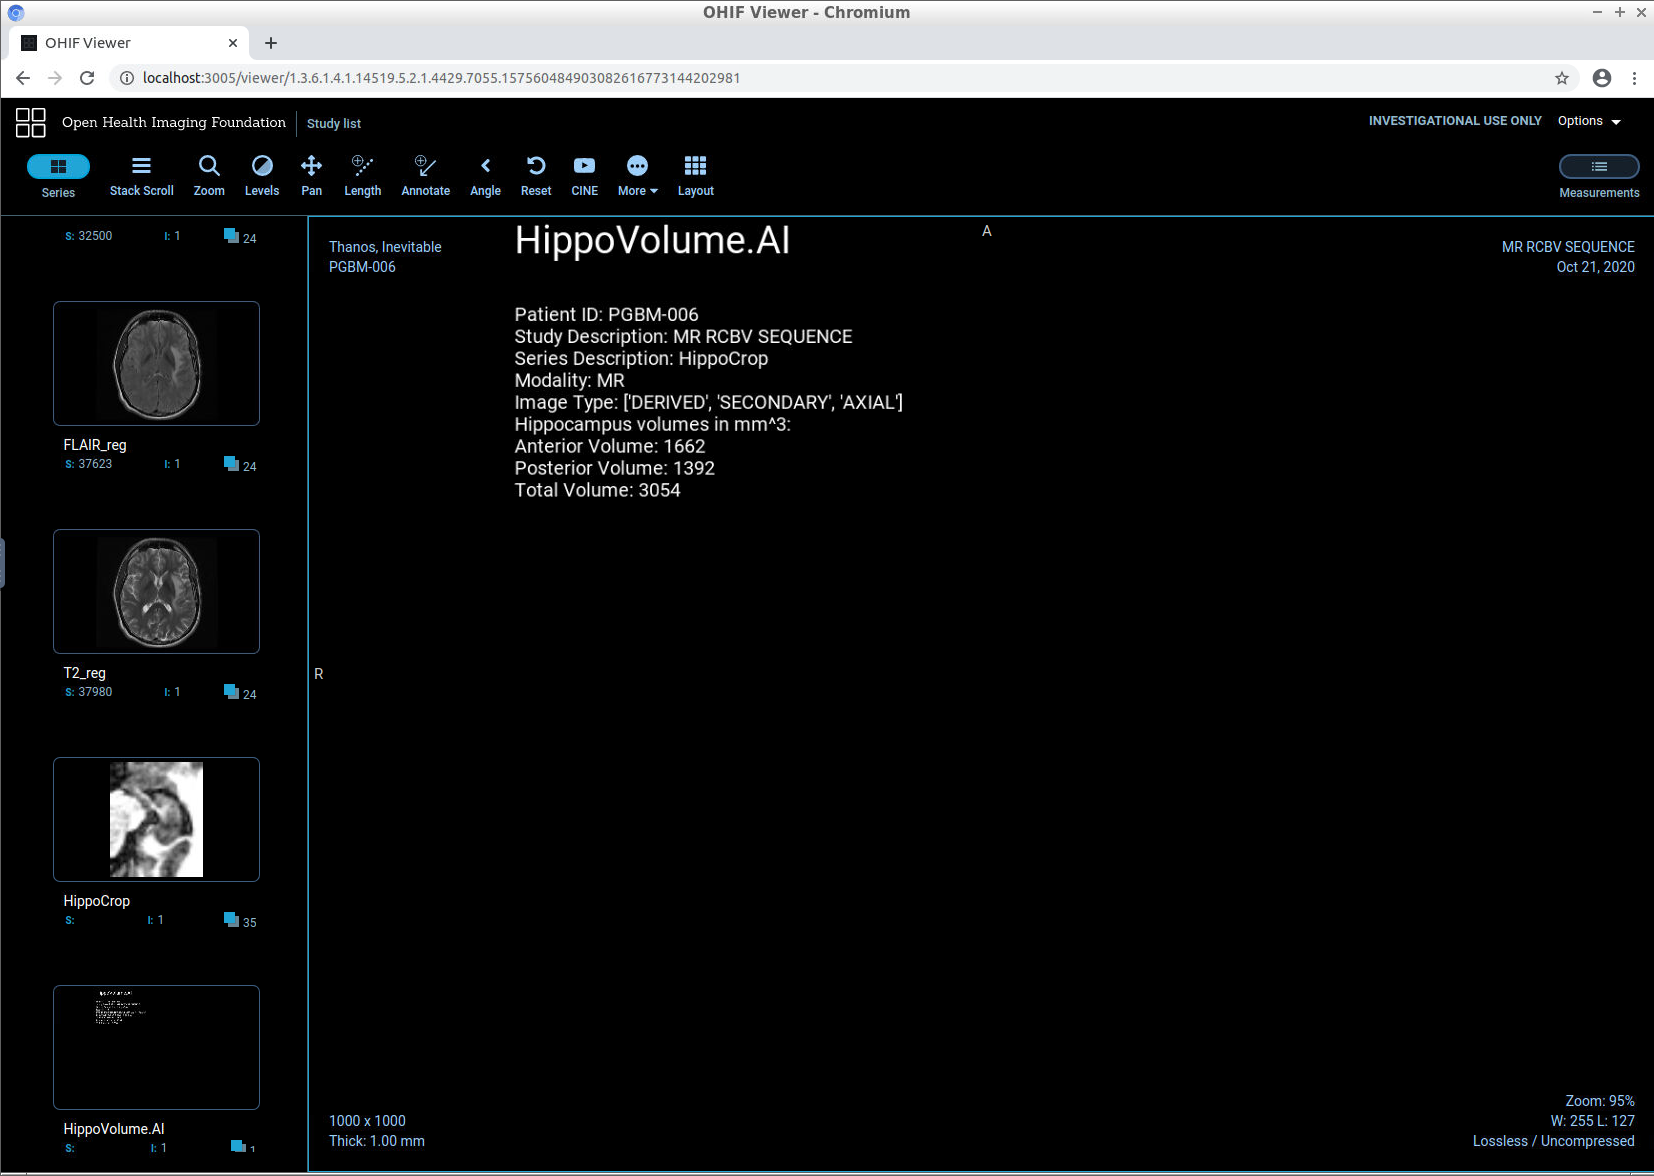 OHIF Viewer - Chromium
OHIF Viewer
localhost:3005/viewer/1.3.6.1.4.1.14519.5.2.1.4429.7055.157560484903082616773144202981
Open Health Imaging Foundation
Study list
INVESTIGATIONAL USE ONLY
Options
Series
Stack Scroll
Zoom
Levels
Pan
Length
Annotate
Angle
Reset
CINE
More
Layout
Measurements
S: 32500 I: 1 24
FLAIR_reg
S: 37623 I: 1 24
T2_reg
S: 37980 I: 1 24
HippoCrop
S: I: 1 35
HippoVolume.AI
S: I: 1 1
Thanos, Inevitable
PGBM-006
HippoVolume.AI
A
MR RCBV SEQUENCE
Oct 21, 2020
Patient ID: PGBM-006
Study Description: MR RCBV SEQUENCE
Series Description: HippoCrop
Modality: MR
Image Type: ['DERIVED', 'SECONDARY', 'AXIAL']
Hippocampus volumes in mm^3:
Anterior Volume: 1662
Posterior Volume: 1392
Total Volume: 3054
R
1000 x 1000
Thick: 1.00 mm
Zoom: 95%
W: 255 L: 127
Lossless / Uncompressed